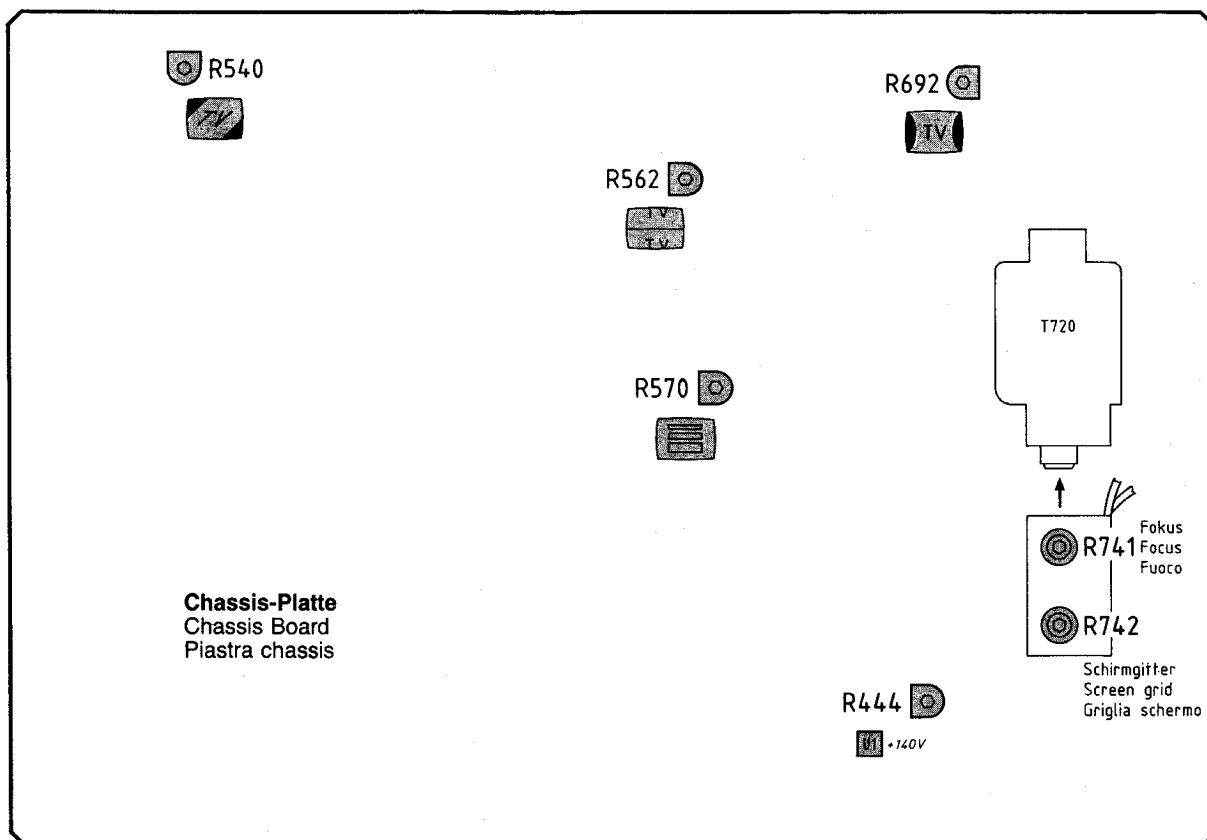 R540
TV
R692
TV
R562
TV
TV
T720
R570
R741
Fokus
Focus
Fuoco
R742
Schirmgitter
Screen grid
Griglia schermo
Chassis-Platte
Chassis Board
Piastra chassis
R444
+140V